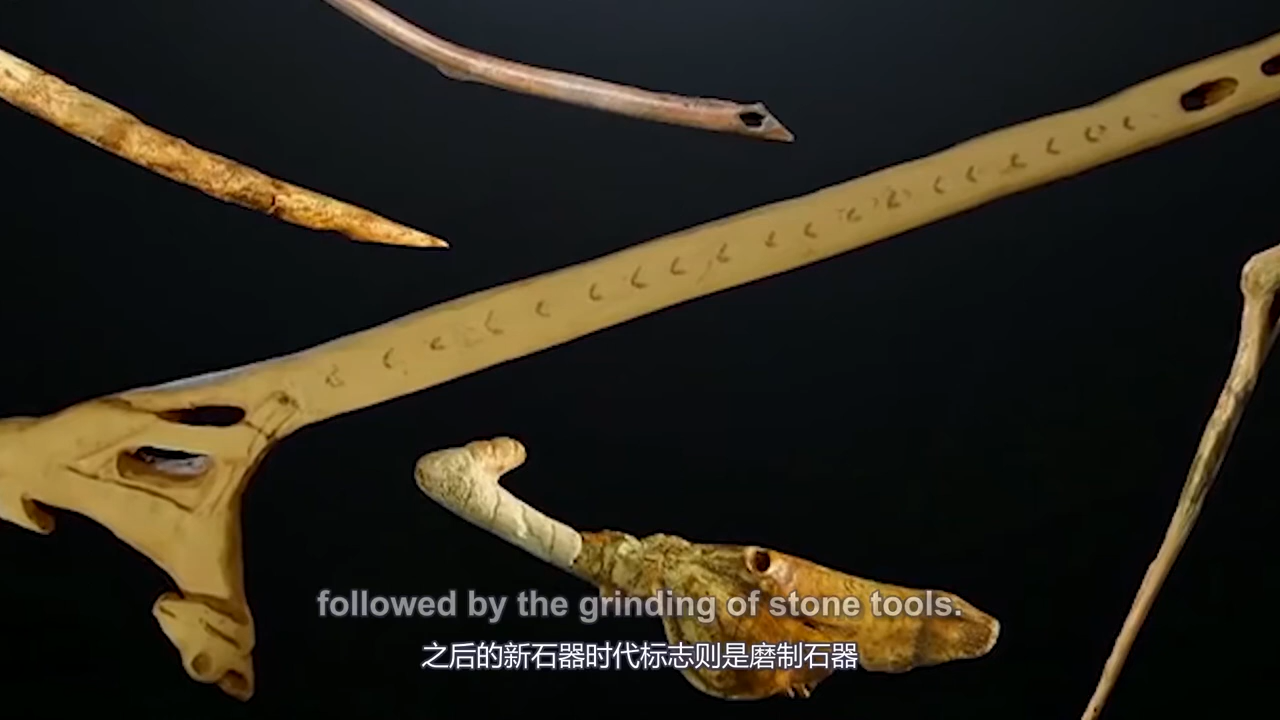 followed by the grinding of stone tools.
之后的新石器时代标志则是磨制石器